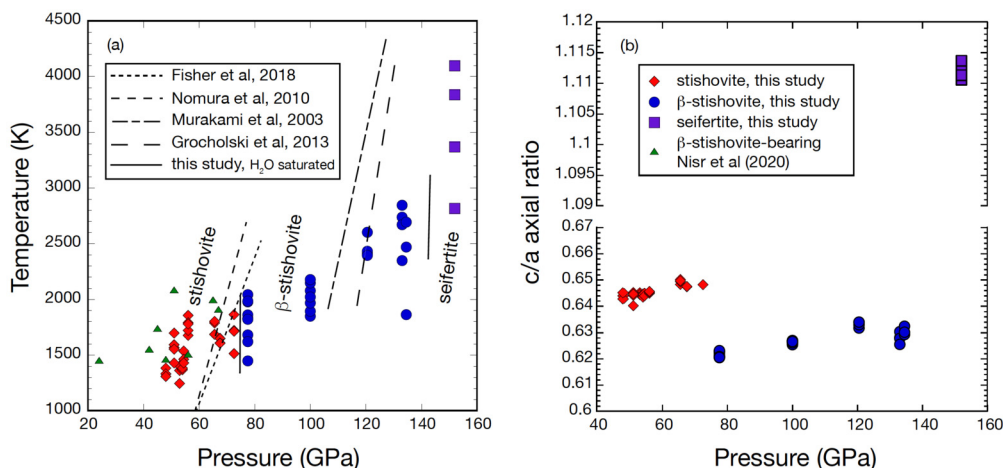 (a)
Fisher et al, 2018
Nomura et al, 2010
Murakami et al, 2003
Grocholski et al, 2013
this study, H₂O saturated
stishovite
β-stishovite
seifertite
4500
4000
3500
3000
2500
2000
1500
1000
Temperature (K)
20 40 60 80 100 120 140 160
Pressure (GPa)
(b)
stishovite, this study
β-stishovite, this study
seifertite, this study
β-stishovite-bearing
Nisr et al (2020)
1.12
1.115
1.11
1.105
1.1
1.095
1.09
0.67
0.66
0.65
0.64
0.63
0.62
0.61
0.6
c/a axial ratio
40 60 80 100 120 140 160
Pressure (GPa)